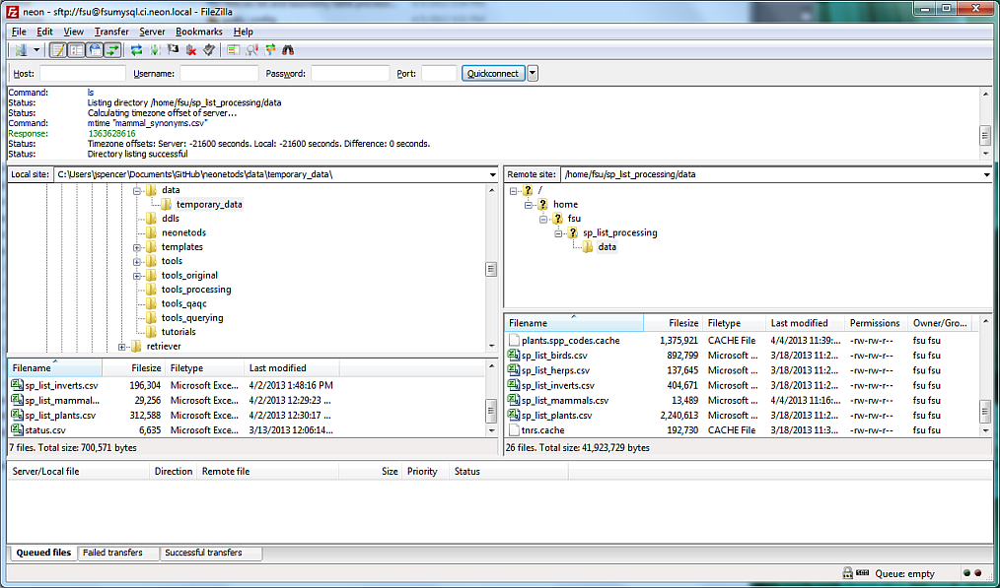 neon - sftp://fsu@fsumysql.ci.neon.local - FileZilla
File Edit View Transfer Server Bookmarks Help
Host: Username: Password: Port: Quickconnect
Command: ls
Status: Listing directory /home/fsu/sp_list_processing/data
Status: Calculating timezone offset of server...
Command: mtime "mammal_synonyms.csv"
Response: 1363628616
Status: Timezone offsets: Server: -21600 seconds. Local: -21600 seconds. Difference: 0 seconds.
Status: Directory listing successful
Local site: C:\Users\jspencer\Documents\GitHub\neonetods\data\temporary_data\
data
temporary_data
ddls
neonetods
templates
tools
tools_original
tools_processing
tools_qaqc
tools_querying
tutorials
retriever
Filename Filesize Filetype Last modified
sp_list_inverts.csv 196,304 Microsoft Exce... 4/2/2013 1:48:16 PM
sp_list_mammal... 29,256 Microsoft Exce... 4/2/2013 12:29:23 ...
sp_list_plants.csv 312,588 Microsoft Exce... 4/2/2013 12:30:17 ...
status.csv 6,635 Microsoft Exce... 3/13/2013 12:06:14...
7 files. Total size: 700,571 bytes
Remote site: /home/fsu/sp_list_processing/data
/
home
fsu
sp_list_processing
data
Filename Filesize Filetype Last modified Permissions Owner/Gro...
plants.spp_codes.cache 1,375,921 CACHE File 4/4/2013 11:39:... -rw-rw-r-- fsu fsu
sp_list_birds.csv 892,799 Microsoft ... 3/18/2013 11:2... -rw-rw-r-- fsu fsu
sp_list_herps.csv 137,645 Microsoft ... 3/18/2013 11:2... -rw-rw-r-- fsu fsu
sp_list_inverts.csv 404,671 Microsoft ... 3/18/2013 11:2... -rw-rw-r-- fsu fsu
sp_list_mammals.csv 13,489 Microsoft ... 4/4/2013 11:16:... -rw-rw-r-- fsu fsu
sp_list_plants.csv 2,240,613 Microsoft ... 3/18/2013 11:2... -rw-rw-r-- fsu fsu
tnrs.cache 192,730 CACHE File 3/18/2013 11:3... -rw-rw-r-- fsu fsu
26 files. Total size: 41,923,729 bytes
Server/Local file Direction Remote file Size Priority Status
Queued files Failed transfers Successful transfers
Queue: empty